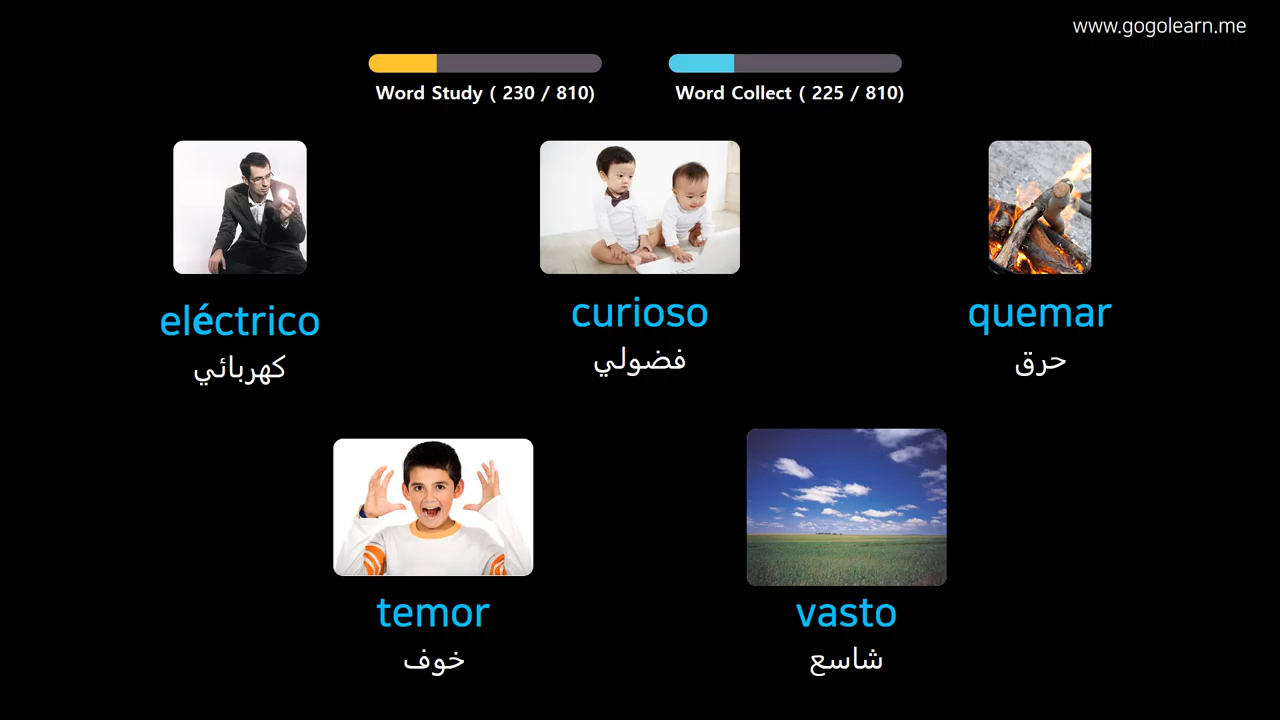 www.gogolearn.me
Word Study ( 230 / 810)
Word Collect ( 225 / 810)
eléctrico
كهربائي
curioso
فضولي
quemar
حرق
temor
خوف
vasto
شاسع